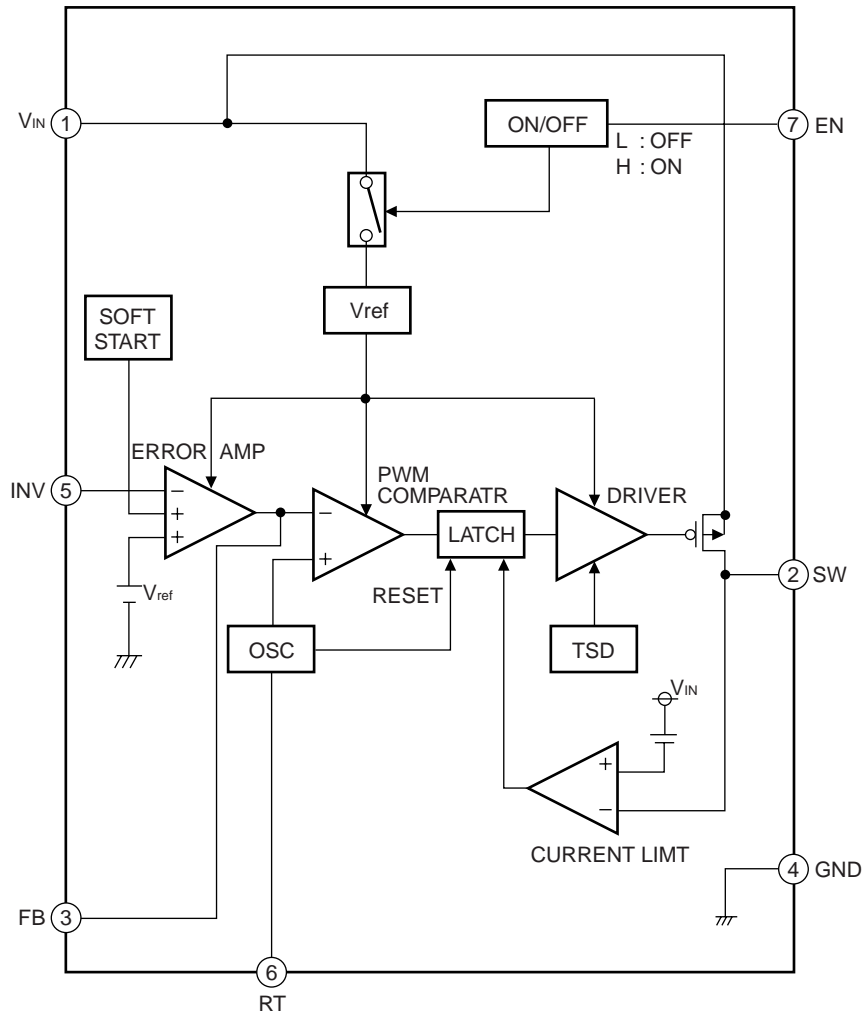 VIN 1
ON/OFF
7 EN
L : OFF
H : ON
Vref
SOFT
START
ERROR AMP
INV 5
−
+
+
Vref
PWM
COMPARATR
−
+
LATCH
DRIVER
RESET
OSC
TSD
2 SW
VIN
+
−
CURRENT LIMT
4 GND
FB 3
6
RT